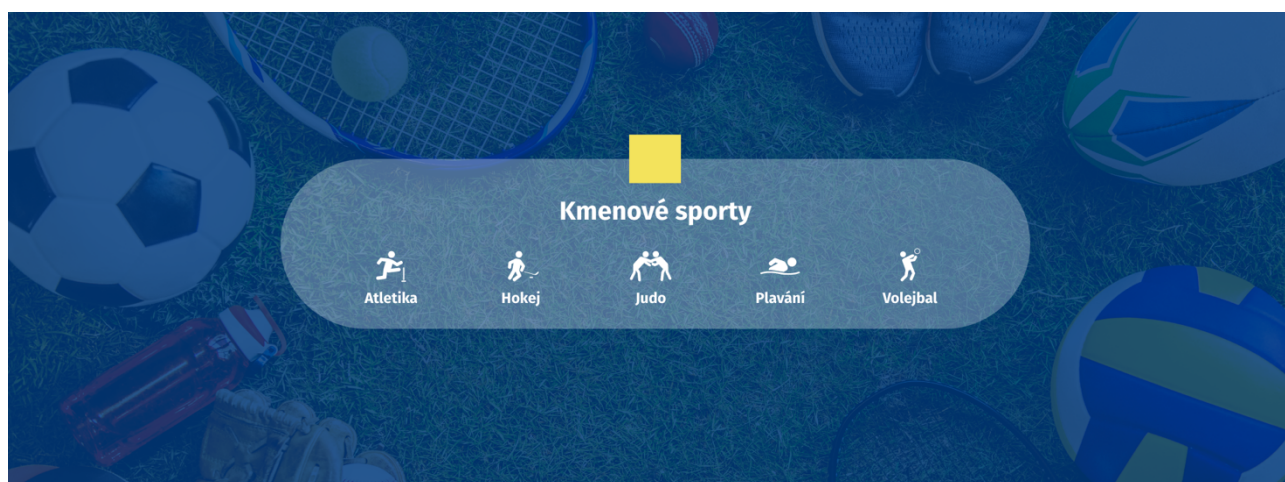 Kmenové sporty
Atletika
Hokej
Judo
Plavání
Volejbal